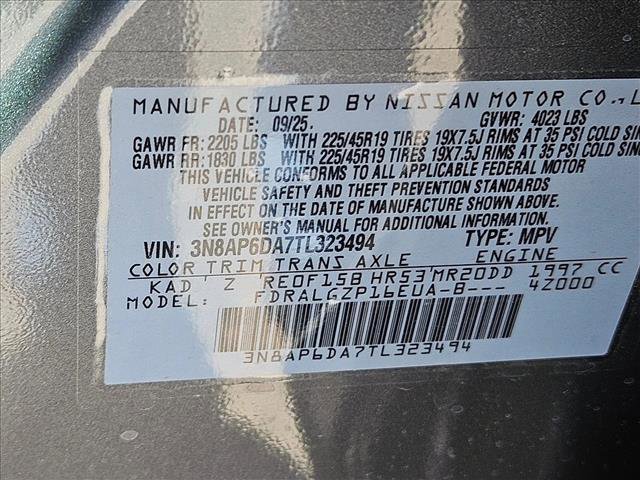 MANUFACTURED BY NISSAN MOTOR CO., L
DATE: 09/25. GVWR: 4023 LBS
GAWR FR: 2205 LBS WITH 225/45R19 TIRES 19X7.5J RIMS AT 35 PSI COLD SIN
GAWR RR: 1830 LBS WITH 225/45R19 TIRES 19X7.5J RIMS AT 35 PSI COLD SIN
THIS VEHICLE CONFORMS TO ALL APPLICABLE FEDERAL MOTOR
VEHICLE SAFETY AND THEFT PREVENTION STANDARDS
IN EFFECT ON THE DATE OF MANUFACTURE SHOWN ABOVE.
SEE OWNER'S MANUAL FOR ADDITIONAL INFORMATION.
VIN: 3N8AP6DA7TL323494 TYPE: MPV
COLOR TRIM TRANS AXLE ENGINE
KAD Z RE0F15B HR53 MR20DD 1997 CC
MODEL: FDRALGZP16EUA-B--- 4Z000
3N8AP6DA7TL323494